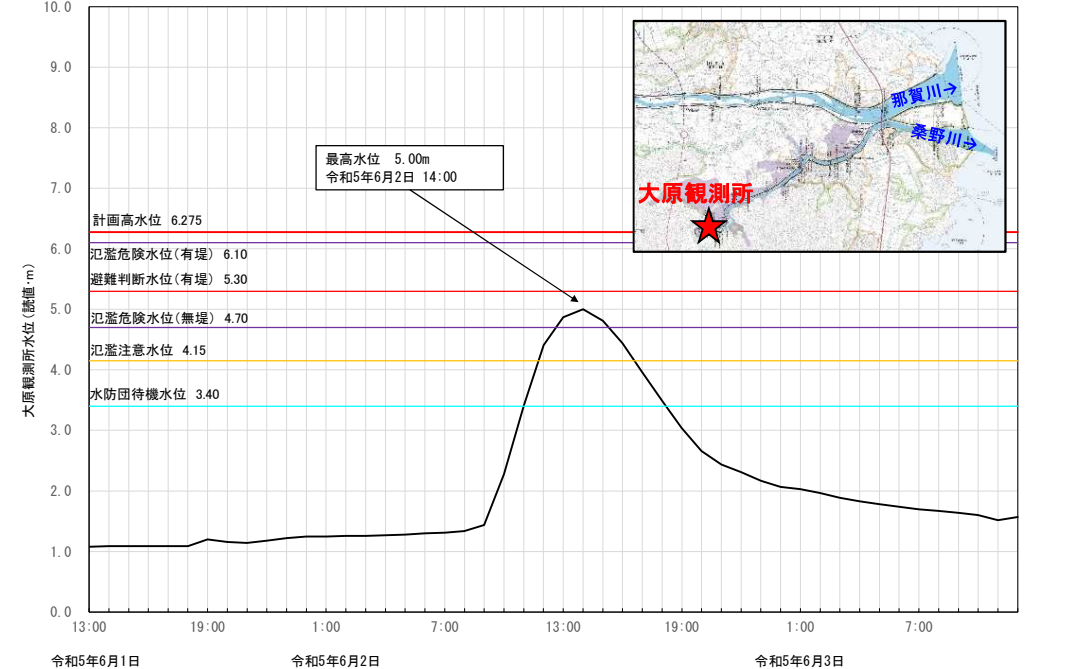 10.0
9.0
8.0
7.0
6.0
5.0
4.0
3.0
2.0
1.0
0.0
大原観測所水位(読値・m)
最高水位 5.00m
令和5年6月2日 14:00
計画高水位 6.275
氾濫危険水位(有堤) 6.10
避難判断水位(有堤) 5.30
氾濫危険水位(無堤) 4.70
氾濫注意水位 4.15
水防団待機水位 3.40
那賀川→
桑野川→
大原観測所
13:00 19:00 1:00 7:00 13:00 19:00 1:00 7:00
令和5年6月1日 令和5年6月2日 令和5年6月3日